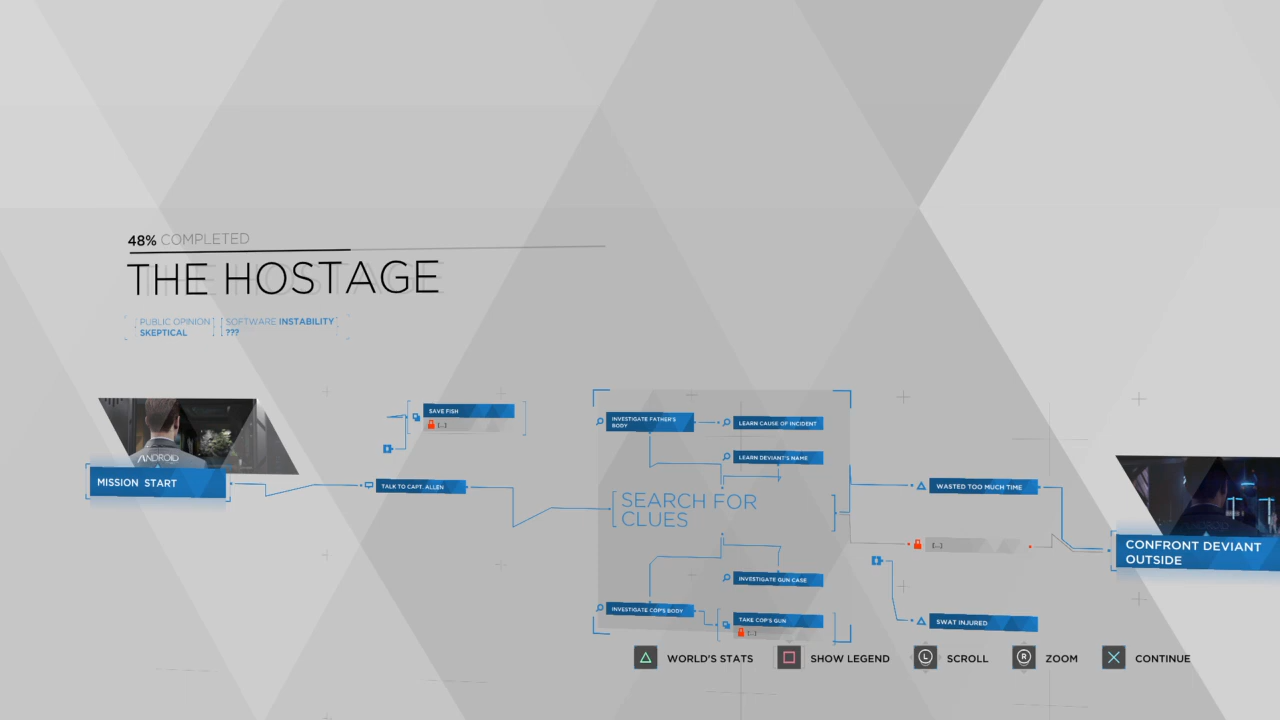 48% COMPLETED
THE HOSTAGE
PUBLIC OPINION
SKEPTICAL
SOFTWARE INSTABILITY
???
ANDROID
MISSION START
SAVE FISH
[...]
TALK TO CAPT. ALLEN
INVESTIGATE FATHER'S
BODY
LEARN CAUSE OF INCIDENT
LEARN DEVIANT'S NAME
SEARCH FOR
CLUES
INVESTIGATE GUN CASE
INVESTIGATE COP'S BODY
TAKE COP'S GUN
[...]
WASTED TOO MUCH TIME
[...]
SWAT INJURED
CONFRONT DEVIANT
OUTSIDE
WORLD'S STATS
SHOW LEGEND
L
SCROLL
R
ZOOM
CONTINUE